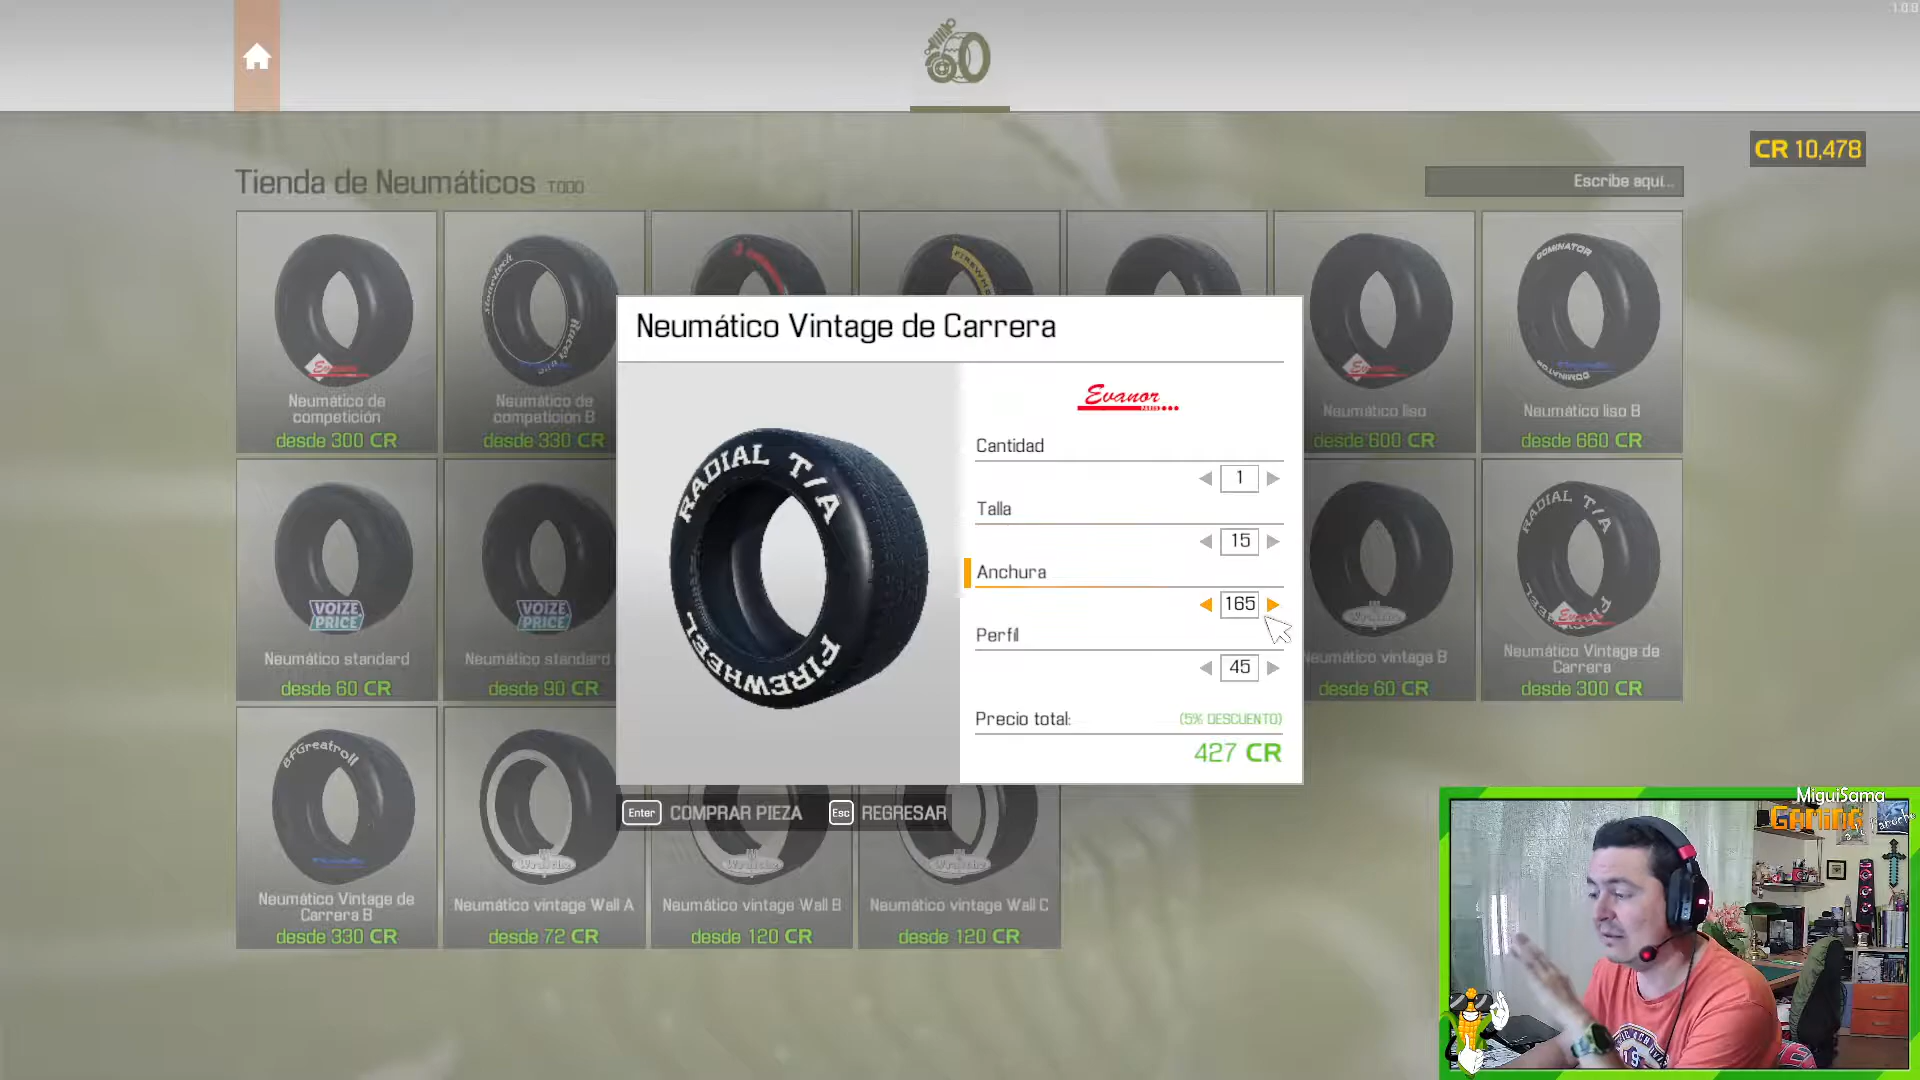 1.0.8
CR 10,478
Tienda de Neumáticos TODO
Escribe aquí...
DOMINATOR
DOMINATOR
Neumático de
competición
desde 300 CR
Neumático de
competición B
desde 330 CR
Neumático liso
desde 600 CR
Neumático liso B
desde 660 CR
Neumático Vintage de Carrera
RADIAL T/A
FIREWHEEL
Evanor
PARTS
Cantidad
1
Talla
15
Anchura
165
Perfil
45
Precio total:
(5% DESCUENTO)
427 CR
Enter COMPRAR PIEZA
Esc REGRESAR
VOIZE
PRICE
Neumático standard
desde 60 CR
VOIZE
PRICE
Neumático standard
desde 90 CR
Neumático vintage B
desde 60 CR
RADIAL T/A
Neumático Vintage de
Carrera
desde 300 CR
BFGreatroll
Neumático Vintage de
Carrera B
desde 330 CR
Neumático vintage Wall A
desde 72 CR
Neumático vintage Wall B
desde 120 CR
Neumático vintage Wall C
desde 120 CR
MiguiSama
GAMING
19